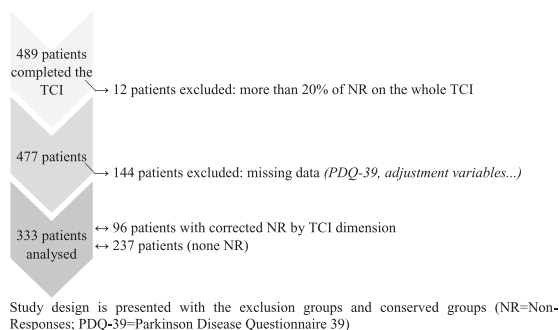 489 patients
completed the
TCI
→ 12 patients excluded: more than 20% of NR on the whole TCI
477 patients
→ 144 patients excluded: missing data (PDQ-39, adjustment variables...)
333 patients
analysed
↔ 96 patients with corrected NR by TCI dimension
↔ 237 patients (none NR)
Study design is presented with the exclusion groups and conserved groups (NR=Non-
Responses; PDQ-39=Parkinson Disease Questionnaire 39)